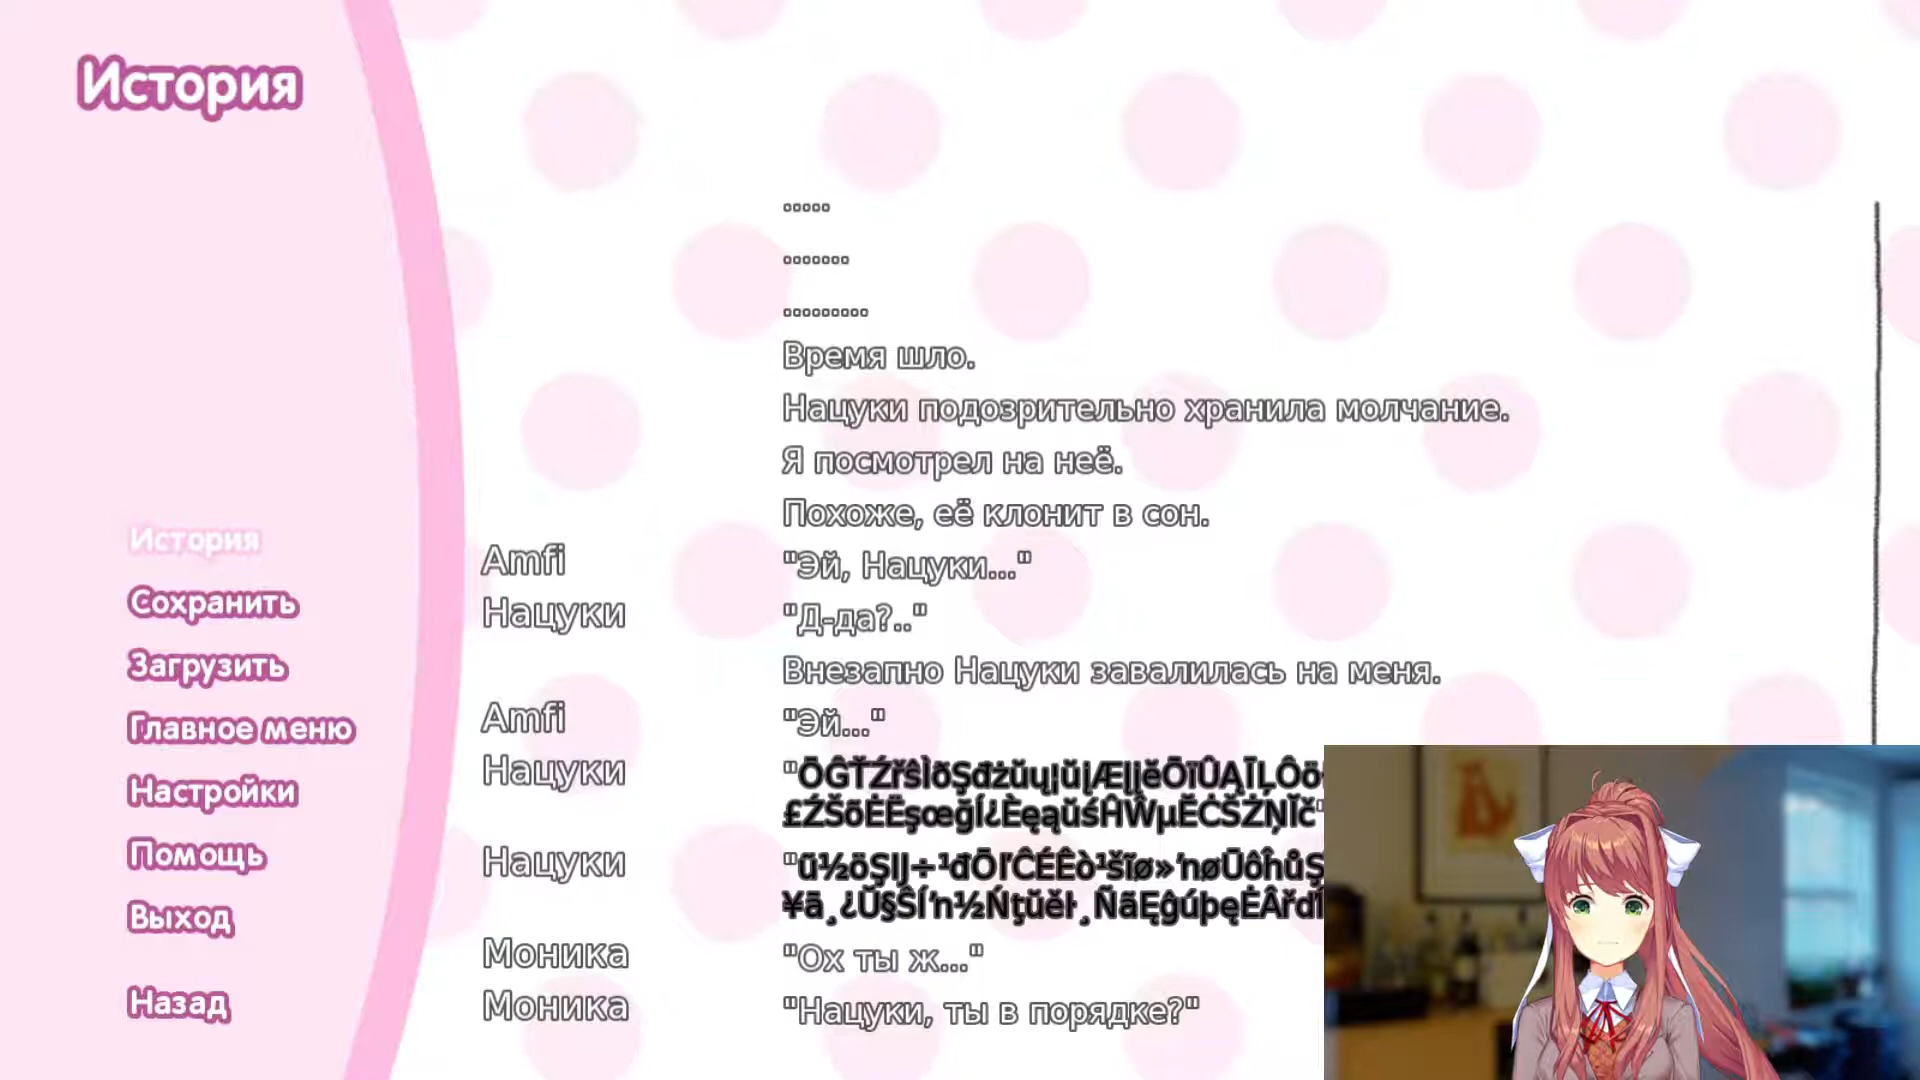 История
.....
.......
.........
Время шло.
Нацуки подозрительно хранила молчание.
Я посмотрел на неё.
Похоже, её клонит в сон.
Amfi "Эй, Нацуки..."
Нацуки "Д-да?.."
Внезапно Нацуки завалилась на меня.
Amfi "Эй..."
Нацуки
Нацуки
Моника "Ох ты ж..."
Моника "Нацуки, ты в порядке?"
История
Сохранить
Загрузить
Главное меню
Настройки
Помощь
Выход
Назад